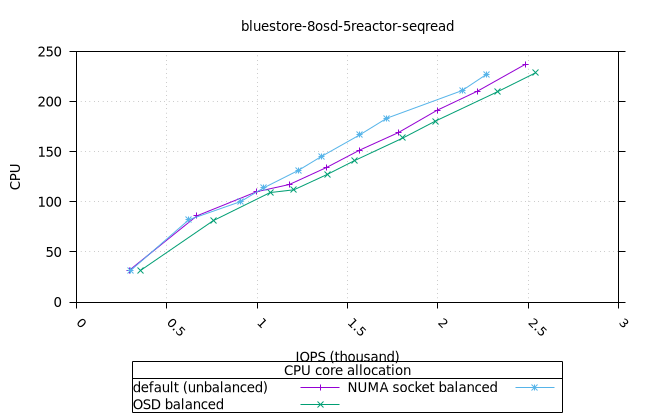 bluestore-8osd-5reactor-seqread
250
200
150
100
50
0
CPU
0 0.5 1 1.5 2 2.5 3
IOPS (thousand)
CPU core allocation
default (unbalanced) NUMA socket balanced
OSD balanced